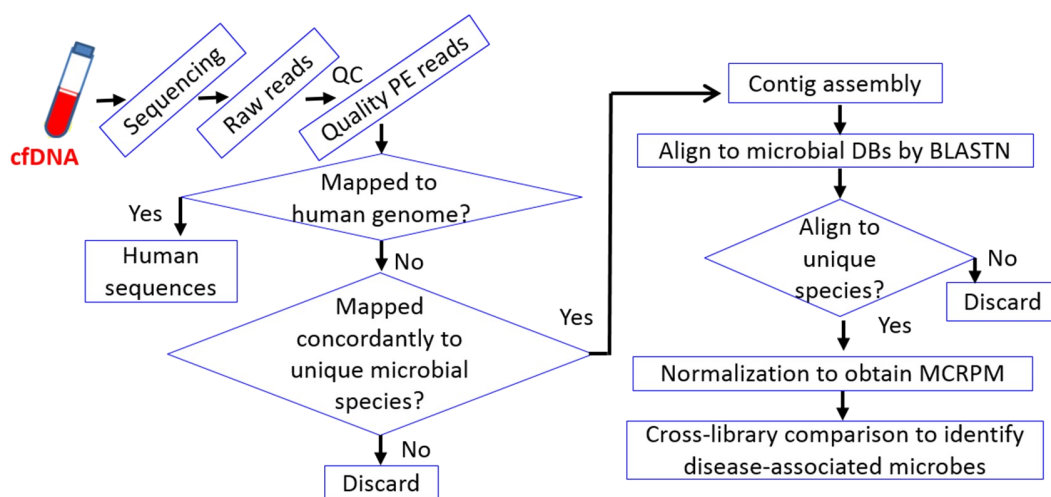 cfDNA
Sequencing
Raw reads
QC
Quality PE reads
Mapped to
human genome?
Yes
Human
sequences
No
Mapped
concordantly to
unique microbial
species?
Yes
No
Discard
Contig assembly
Align to microbial DBs by BLASTN
Align to
unique
species?
No
Discard
Yes
Normalization to obtain MCRPM
Cross-library comparison to identify
disease-associated microbes